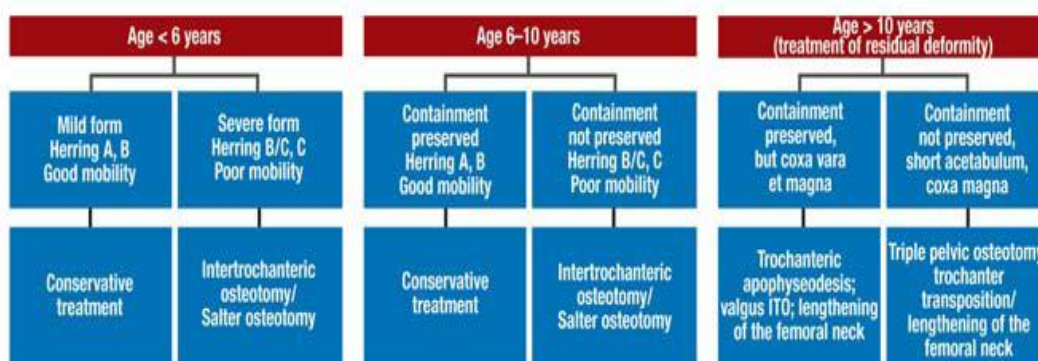 Age < 6 years
Age 6–10 years
Age > 10 years
(treatment of residual deformity)
Mild form
Herring A, B
Good mobility
Severe form
Herring B/C, C
Poor mobility
Containment
preserved
Herring A, B
Good mobility
Containment
not preserved
Herring B/C, C
Poor mobility
Containment
preserved,
but coxa vara
et magna
Containment
not preserved,
short acetabulum,
coxa magna
Conservative
treatment
Intertrochanteric
osteotomy/
Salter osteotomy
Conservative
treatment
Intertrochanteric
osteotomy/
Salter osteotomy
Trochanteric
apophyseodesis;
valgus ITO; lengthening
of the femoral neck
Triple pelvic osteotomy
trochanter
transposition/
lengthening of the
femoral neck